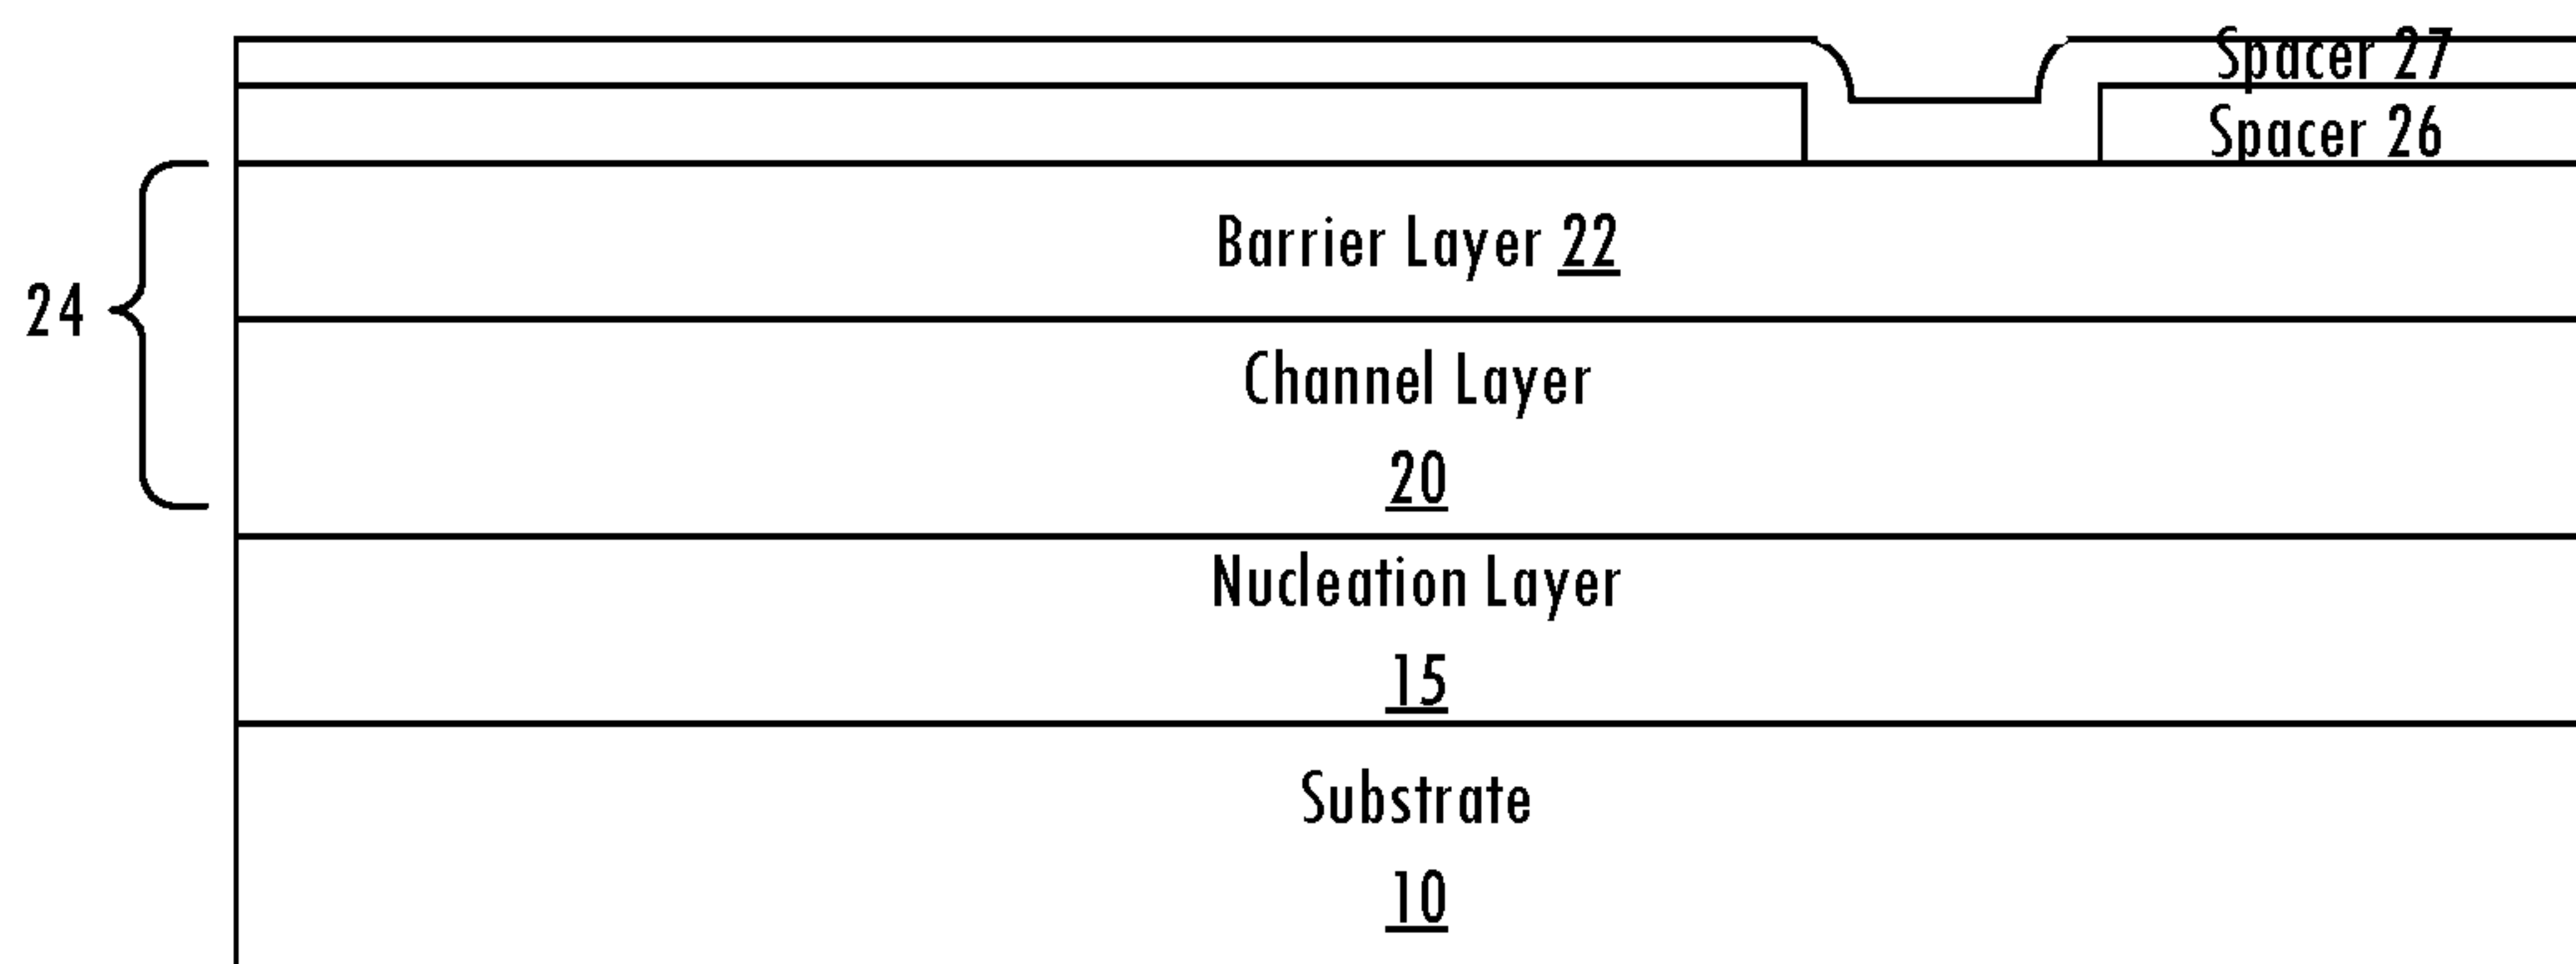 Spacer 27
Spacer 26
Barrier Layer 22
24
Channel Layer
20
Nucleation Layer
15
Substrate
10